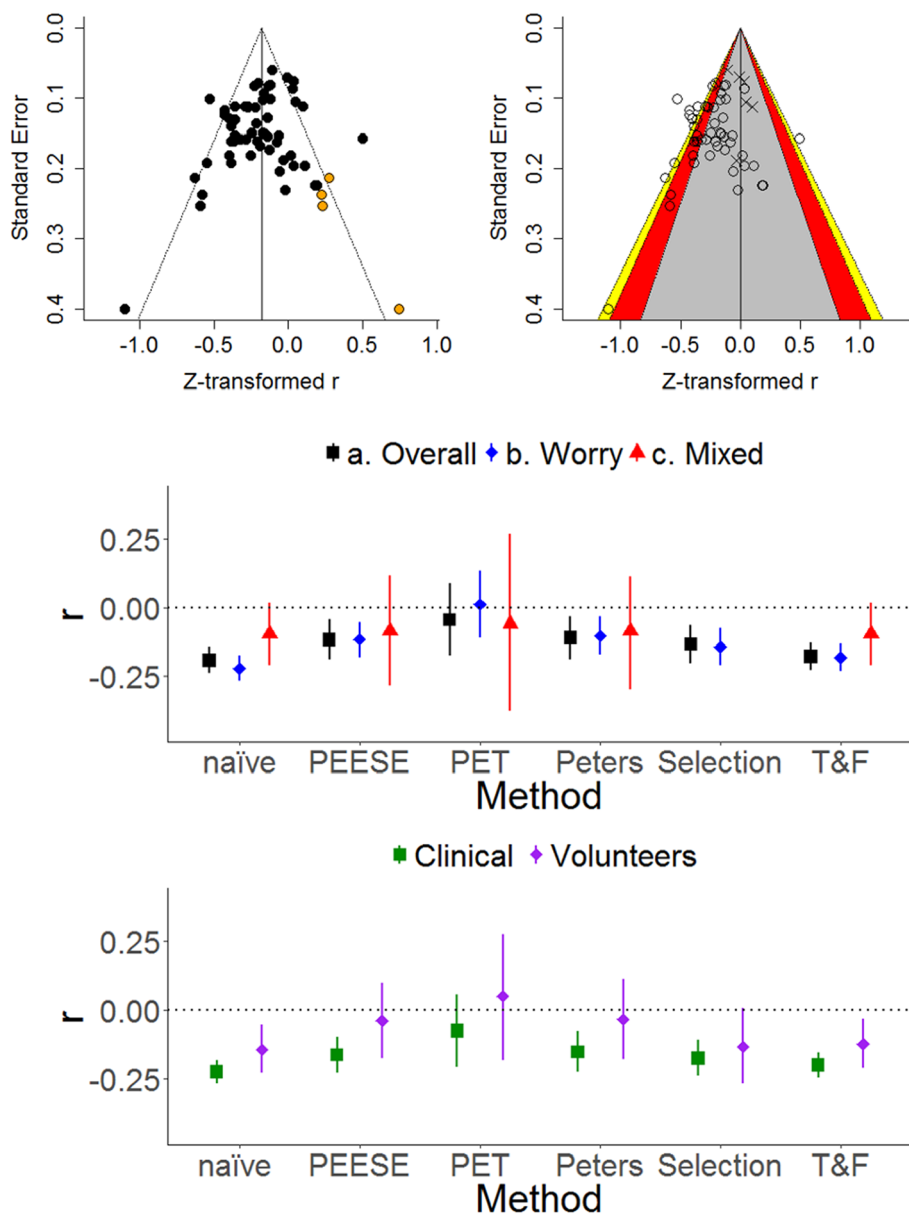 Standard Error
0.0
0.1
0.2
0.3
0.4
-1.0
-0.5
0.0
0.5
1.0
Z-transformed r
Standard Error
0.0
0.1
0.2
0.3
0.4
-1.0
-0.5
0.0
0.5
1.0
Z-transformed r
a. Overall b. Worry c. Mixed
r
0.25
0.00
-0.25
naïve PEESE PET Peters Selection T&F
Method
Clinical Volunteers
r
0.25
0.00
-0.25
naïve PEESE PET Peters Selection T&F
Method